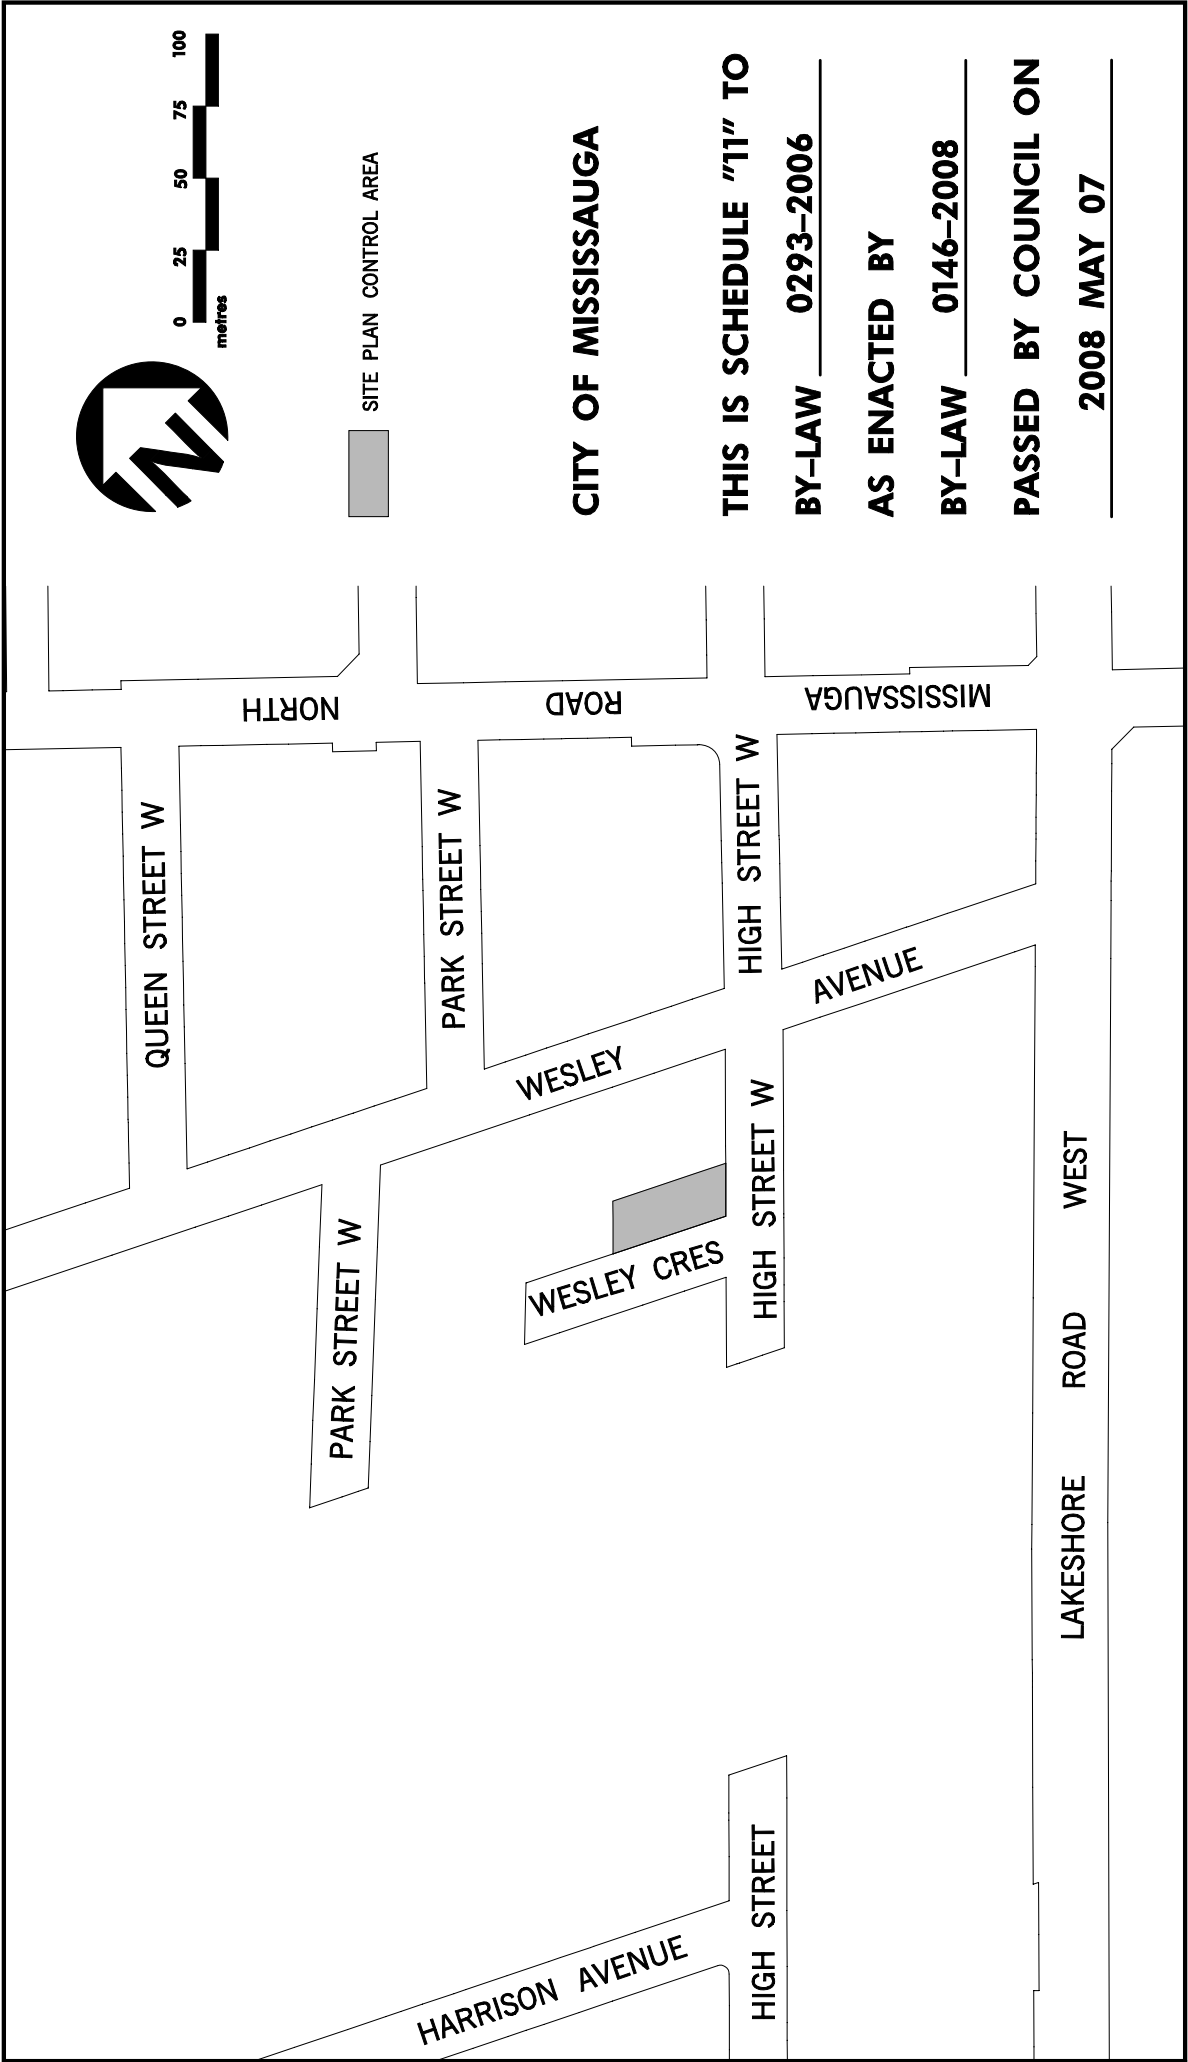 N
0 25 50 75 100
metres
SITE PLAN CONTROL AREA
CITY OF MISSISSAUGA
THIS IS SCHEDULE "11" TO
BY-LAW 0293-2006
AS ENACTED BY
BY-LAW 0146-2008
PASSED BY COUNCIL ON
2008 MAY 07
MISSISSAUGA ROAD NORTH
QUEEN STREET W
PARK STREET W
HIGH STREET W
WESLEY AVENUE
PARK STREET W
WESLEY CRES
HIGH STREET W
LAKESHORE ROAD WEST
HARRISON AVENUE
HIGH STREET